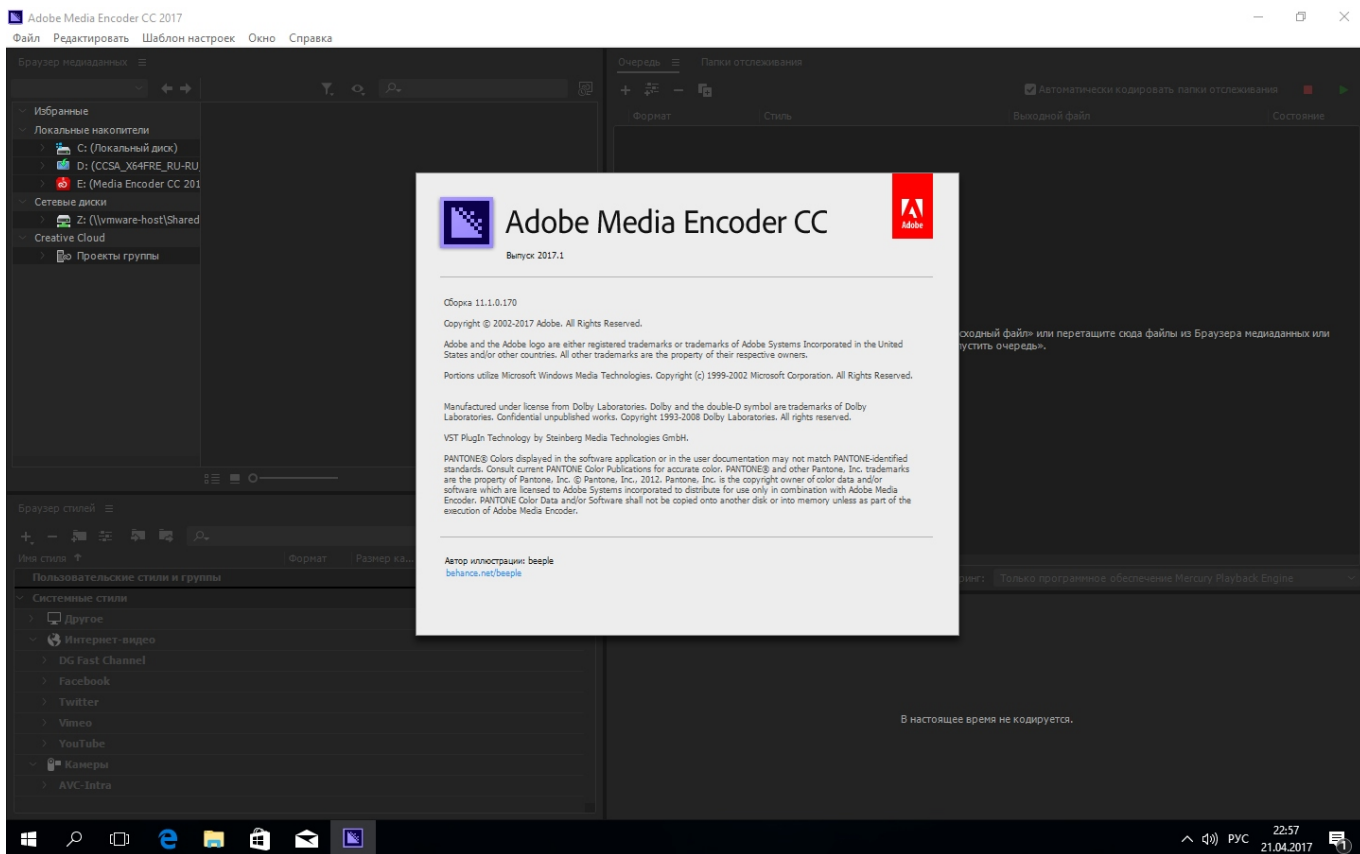 Adobe Media Encoder CC 2017
Файл Редактировать Шаблон настроек Окно Справка
Браузер медиаданных
Очередь Папки отслеживания
Автоматически кодировать папки отслеживания
Формат Стиль Выходной файл Состояние
Избранные
Локальные накопители
C: (Локальный диск)
D: (CCSA_X64FRE_RU-RU
E: (Media Encoder CC 201
Сетевые диски
Z: (\\vmware-host\Shared
Creative Cloud
Проекты группы
Adobe Media Encoder CC
Adobe
Выпуск 2017.1
Сборка 11.1.0.170
Copyright © 2002-2017 Adobe. All Rights Reserved.
Adobe and the Adobe logo are either registered trademarks or trademarks of Adobe Systems Incorporated in the United
States and/or other countries. All other trademarks are the property of their respective owners.
Portions utilize Microsoft Windows Media Technologies. Copyright (c) 1999-2002 Microsoft Corporation. All Rights Reserved.
Manufactured under license from Dolby Laboratories. Dolby and the double-D symbol are trademarks of Dolby
Laboratories. Confidential unpublished works. Copyright 1993-2008 Dolby Laboratories. All rights reserved.
VST PlugIn Technology by Steinberg Media Technologies GmbH.
PANTONE® Colors displayed in the software application or in the user documentation may not match PANTONE-identified
standards. Consult current PANTONE Color Publications for accurate color. PANTONE® and other Pantone, Inc. trademarks
are the property of Pantone, Inc. © Pantone, Inc., 2012. Pantone, Inc. is the copyright owner of color data and/or
software which are licensed to Adobe Systems incorporated to distribute for use only in combination with Adobe Media
Encoder. PANTONE Color Data and/or Software shall not be copied onto another disk or into memory unless as part of the
execution of Adobe Media Encoder.
Автор иллюстрации: beeple
behance.net/beeple
файл» или перетащите сюда файлы из Браузера медиаданных или
очередь».
Браузер стилей
Имя стиля Формат Размер ка...
Пользовательские стили и группы
Системные стили
Другое
Интернет-видео
DG Fast Channel
Facebook
Twitter
Vimeo
YouTube
Камеры
AVC-Intra
Только программное обеспечение Mercury Playback Engine
В настоящее время не кодируется.
РУС
22:57
21.04.2017
1